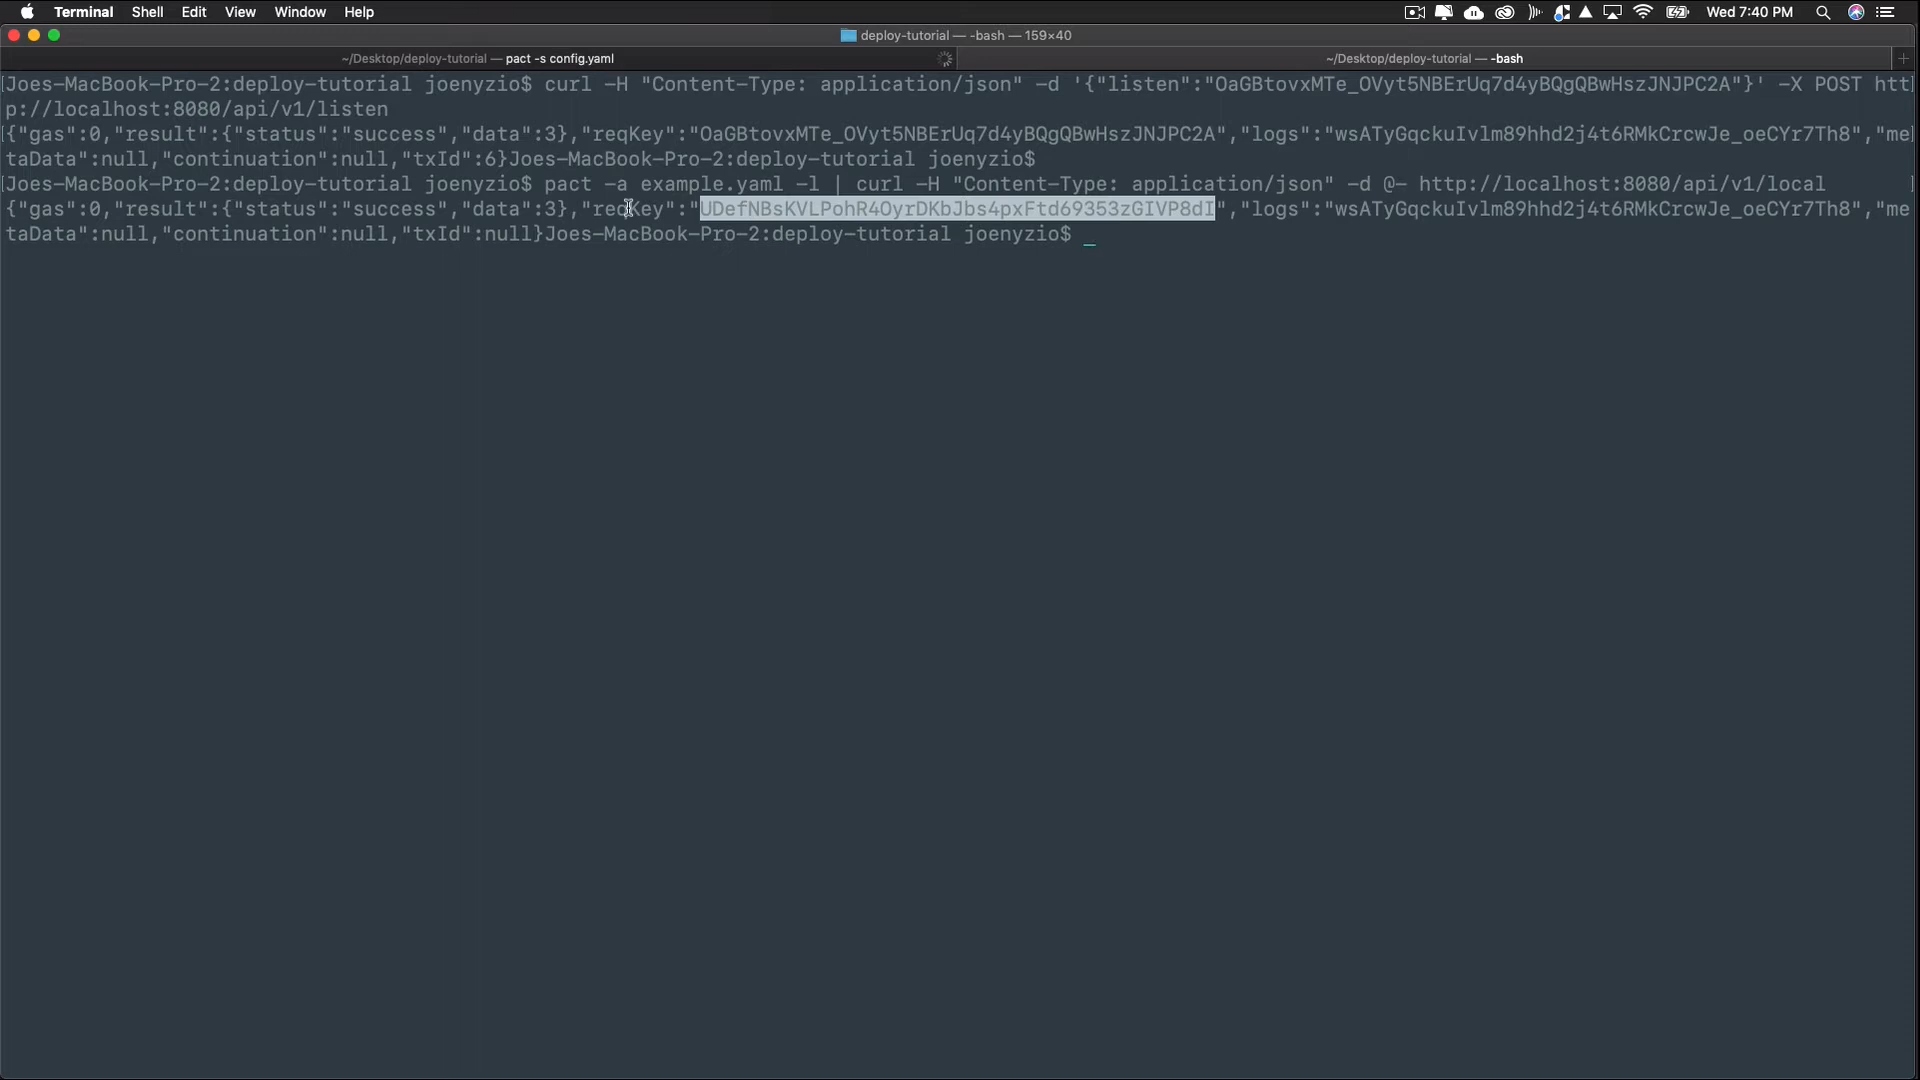 Terminal Shell Edit View Window Help Wed 7:40 PM
deploy-tutorial — -bash — 159×40
~/Desktop/deploy-tutorial — pact -s config.yaml
~/Desktop/deploy-tutorial — -bash
Joes-MacBook-Pro-2:deploy-tutorial joenyzio$ curl -H "Content-Type: application/json" -d '{"listen":"OaGBtovxMTe_OVyt5NBErUq7d4yBQgQBwHszJNJPC2A"}' -X POST htt
p://localhost:8080/api/v1/listen
{"gas":0,"result":{"status":"success","data":3},"reqKey":"OaGBtovxMTe_OVyt5NBErUq7d4yBQgQBwHszJNJPC2A","logs":"wsATyGqckuIvlm89hhd2j4t6RMkCrcwJe_oeCYr7Th8","me
taData":null,"continuation":null,"txId":6}Joes-MacBook-Pro-2:deploy-tutorial joenyzio$
Joes-MacBook-Pro-2:deploy-tutorial joenyzio$ pact -a example.yaml -l | curl -H "Content-Type: application/json" -d @- http://localhost:8080/api/v1/local
{"gas":0,"result":{"status":"success","data":3},"reqKey":"UDefNBsKVLPohR4OyrDKbJbs4pxFtd69353zGIVP8dI","logs":"wsATyGqckuIvlm89hhd2j4t6RMkCrcwJe_oeCYr7Th8","me
taData":null,"continuation":null,"txId":null}Joes-MacBook-Pro-2:deploy-tutorial joenyzio$